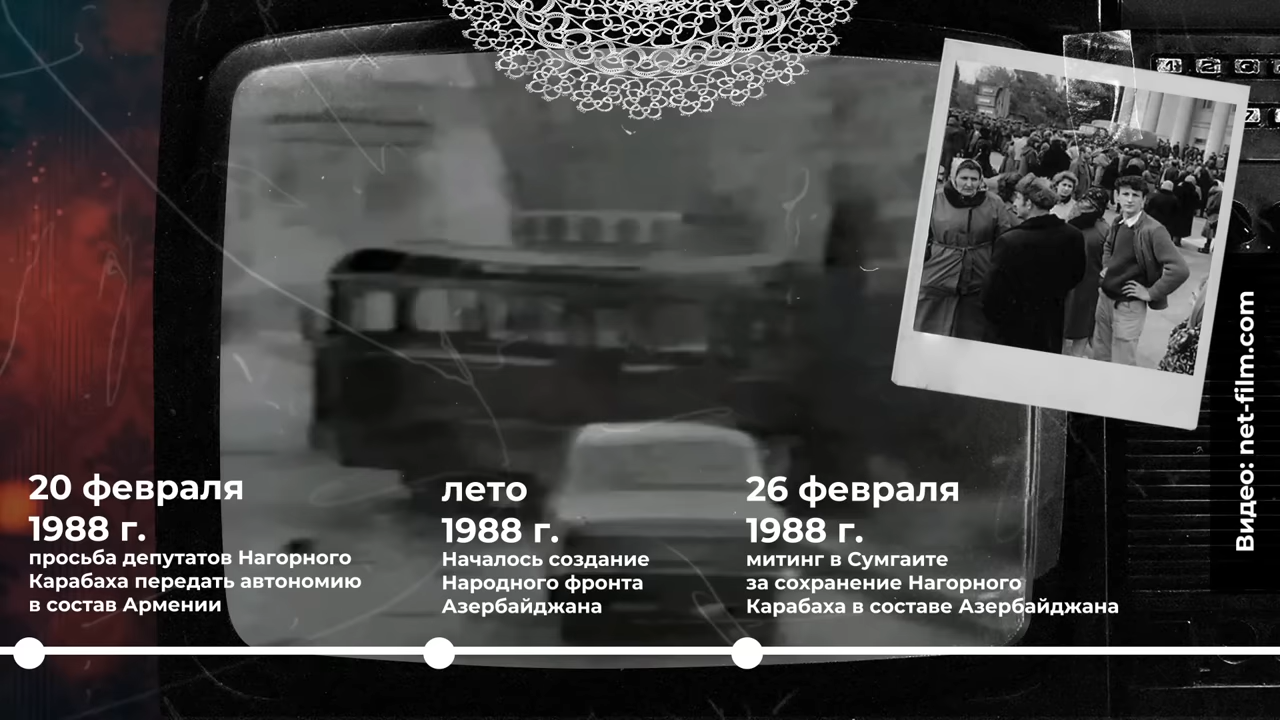 20 февраля
1988 г.
просьба депутатов Нагорного
Карабаха передать автономию
в состав Армении
лето
1988 г.
Началось создание
Народного фронта
Азербайджана
26 февраля
1988 г.
митинг в Сумгаите
за сохранение Нагорного
Карабаха в составе Азербайджана
Видео: net-film.com